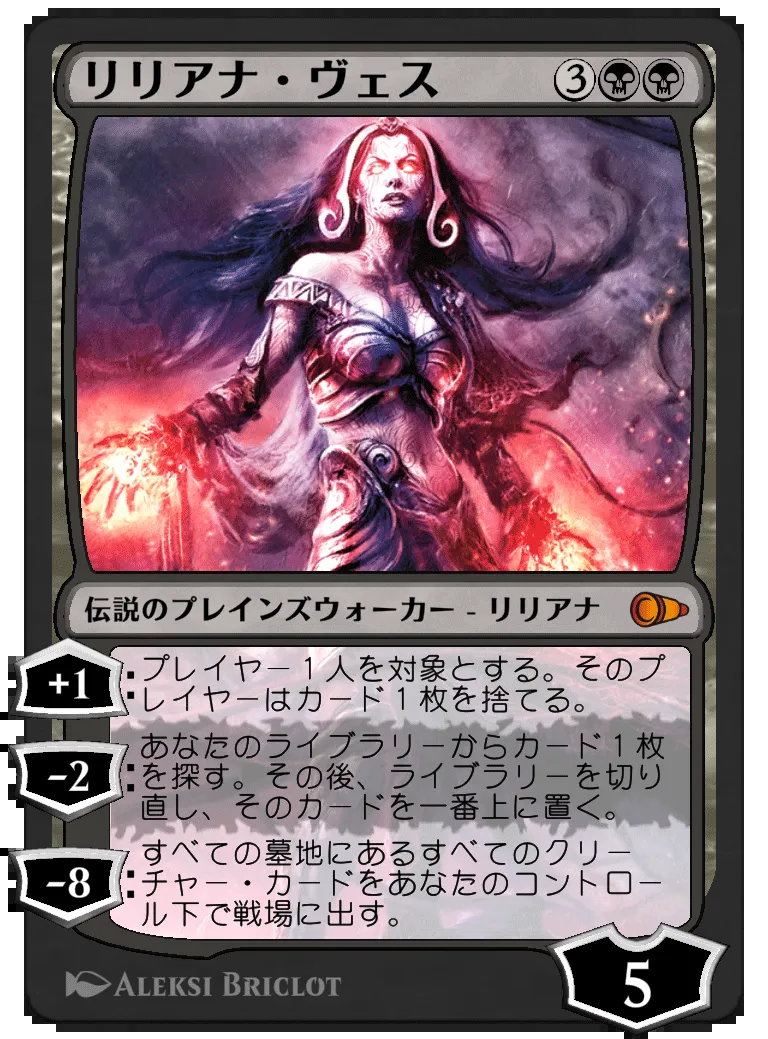 リリアナ・ヴェス 3
伝説のプレインズウォーカー - リリアナ
+1 : プレイヤー1人を対象とする。そのプ
レイヤーはカード1枚を捨てる。
-2 : あなたのライブラリーからカード1枚
を探す。その後、ライブラリーを切り
直し、そのカードを一番上に置く。
-8 : すべての墓地にあるすべてのクリー
チャー・カードをあなたのコントロー
ル下で戦場に出す。
ALEKSI BRICLOT
5